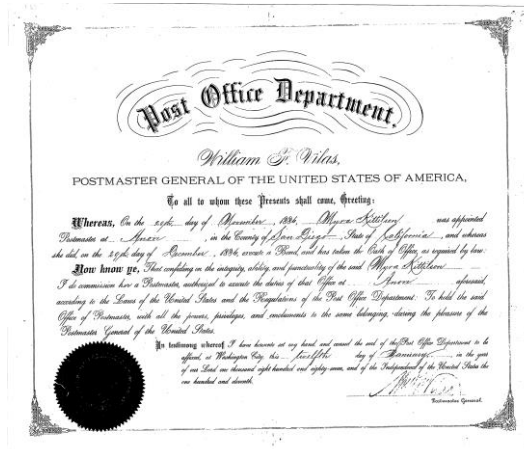 Post Office Department.
William F. Vilas,
POSTMASTER GENERAL OF THE UNITED STATES OF AMERICA,
To all to whom these Presents shall come, Greeting:
Whereas, On the day of November, 1886, Myra Kittilson was appointed
Postmaster at , in the County of San Diego, State of California, and whereas
she did, on the day of December, 1886, execute a Bond, and has taken the Oath of Office, as required by law:
Now know ye, That confiding in the integrity, ability, and punctuality of the said Myra Kittilson
I do commission her a Postmaster, authorized to execute the duties of that Office at aforesaid,
according to the Laws of the United States and the Regulations of the Post Office Department: To hold the said
Office of Postmaster, with all the powers, privileges, and emoluments to the same belonging, during the pleasure of the
Postmaster General of the United States.
In testimony whereof I have hereunto set my hand and caused the seal of the Post Office Department to be
affixed, at Washington City, this twelfth day of January in the year
of our Lord one thousand eight hundred and eighty-seven, and of the Independence of the United States the
one hundred and eleventh.
Postmaster General.